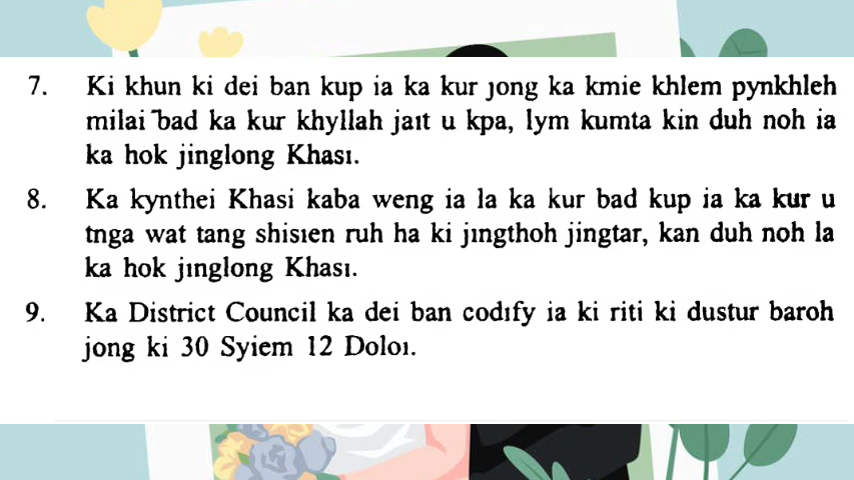 7. Ki khun ki dei ban kup ia ka kur jong ka kmie khlem pynkhleh
milai bad ka kur khyllah jait u kpa, lym kumta kin duh noh ia
ka hok jinglong Khasi.
8. Ka kynthei Khasi kaba weng ia la ka kur bad kup ia ka kur u
tnga wat tang shisien ruh ha ki jingthoh jingtar, kan duh noh la
ka hok jinglong Khasi.
9. Ka District Council ka dei ban codify ia ki riti ki dustur baroh
jong ki 30 Syiem 12 Doloi.